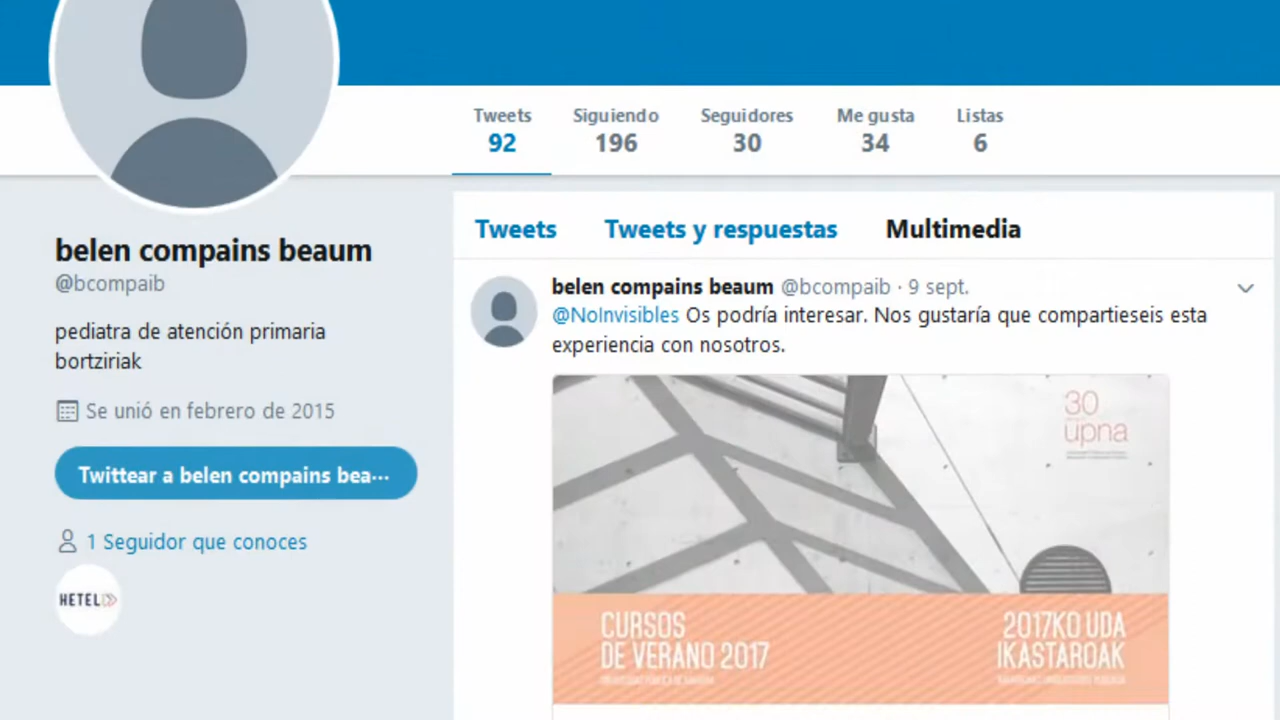 Tweets Siguiendo Seguidores Me gusta Listas
92 196 30 34 6
belen compains beaum
@bcompaib
pediatra de atención primaria
bortziriak
Se unió en febrero de 2015
Twittear a belen compains bea···
1 Seguidor que conoces
HETEL
Tweets Tweets y respuestas Multimedia
belen compains beaum @bcompaib · 9 sept.
@NoInvisibles Os podría interesar. Nos gustaría que compartieseis esta
experiencia con nosotros.
30
upna
CURSOS
DE VERANO 2017
2017KO UDA
IKASTAROAK